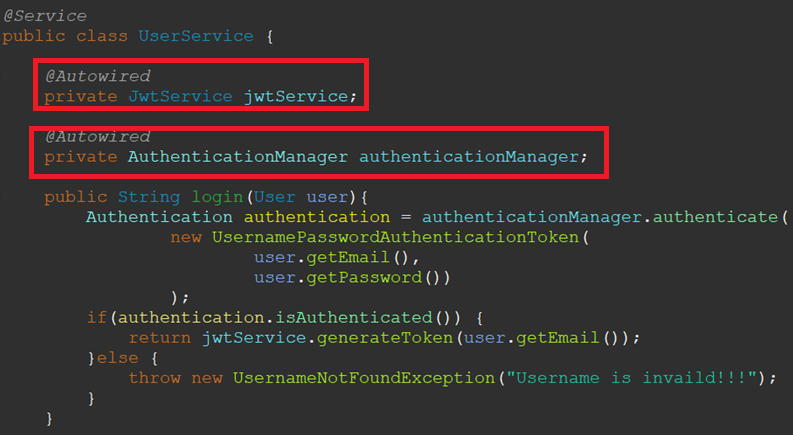 @Service
public class UserService {
@Autowired
private JwtService jwtService;
@Autowired
private AuthenticationManager authenticationManager;
public String login(User user){
Authentication authentication = authenticationManager.authenticate(
new UsernamePasswordAuthenticationToken(
user.getEmail(),
user.getPassword())
);
if(authentication.isAuthenticated()) {
return jwtService.generateToken(user.getEmail());
}else {
throw new UsernameNotFoundException("Username is invaild!!!");
}
}